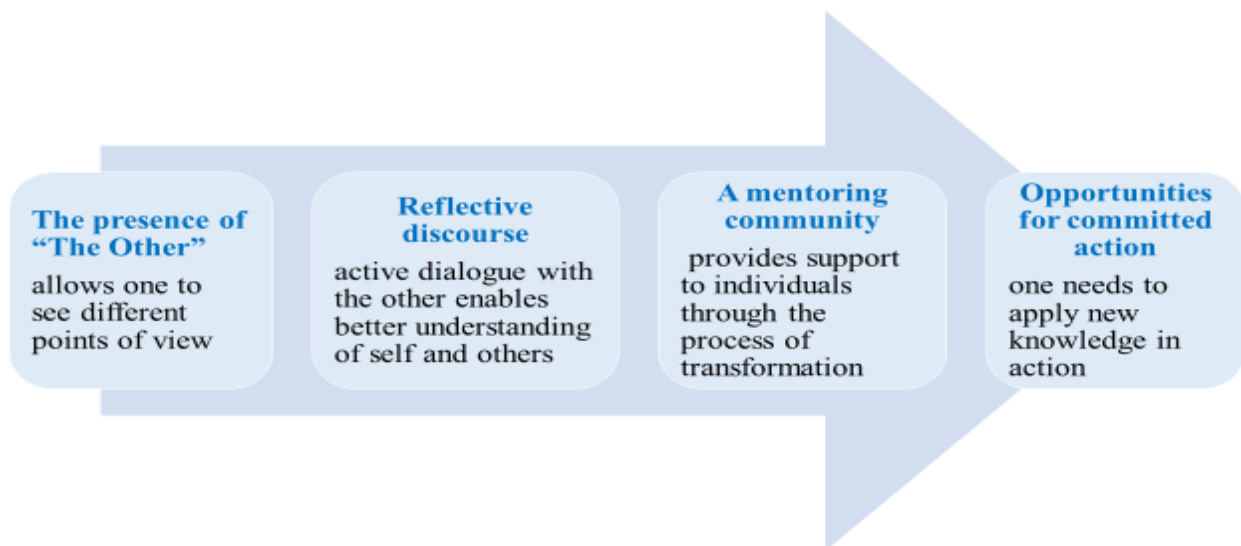 The presence of
“The Other”
allows one to
see different
points of view
Reflective
discourse
active dialogue with
the other enables
better understanding
of self and others
A mentoring
community
provides support
to individuals
through the
process of
transformation
Opportunities
for committed
action
one needs to
apply new
knowledge in
action